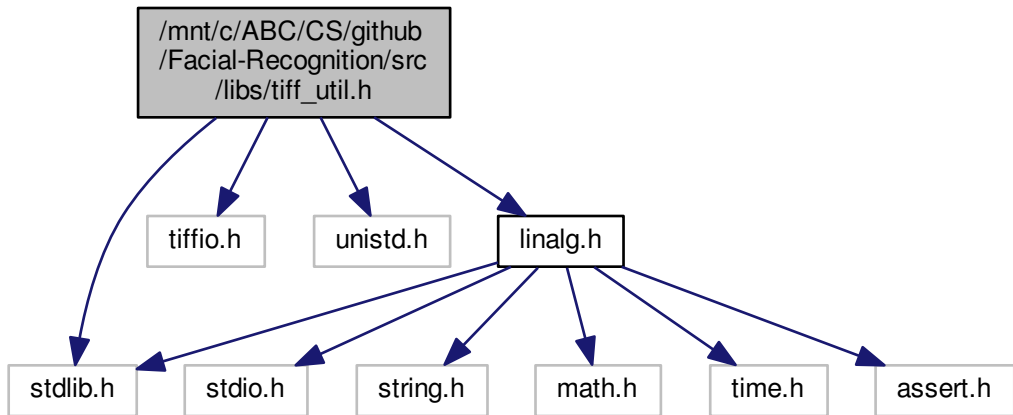 /mnt/c/ABC/CS/github
/Facial-Recognition/src
/libs/tiff_util.h
tiffio.h
unistd.h
linalg.h
stdlib.h
stdio.h
string.h
math.h
time.h
assert.h